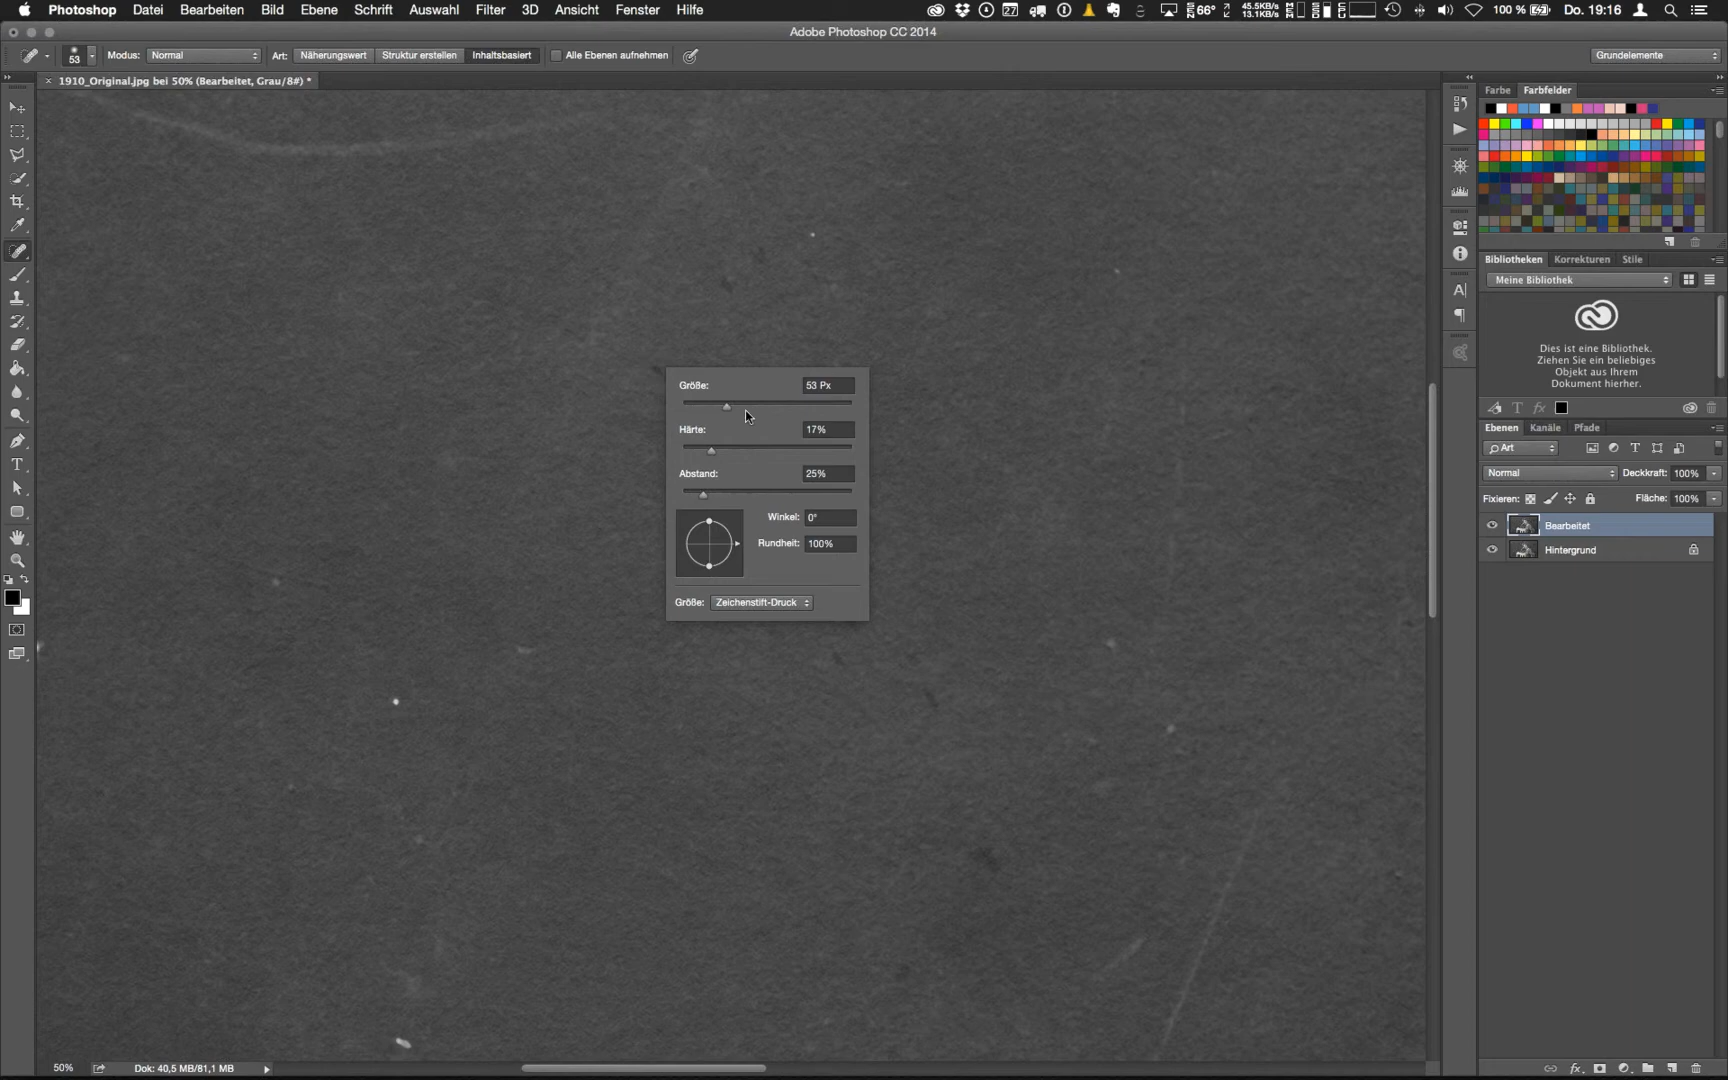 Photoshop Datei Bearbeiten Bild Ebene Schrift Auswahl Filter 3D Ansicht Fenster Hilfe 27 66° 45.5KB/s 13.1KB/s 100 % Do. 19:16
Adobe Photoshop CC 2014
53 Modus: Normal Art: Näherungswert Struktur erstellen Inhaltsbasiert Alle Ebenen aufnehmen Grundelemente
× 1910_Original.jpg bei 50% (Bearbeitet, Grau/8#) *
Farbe Farbfelder
Bibliotheken Korrekturen Stile
Meine Bibliothek
Dies ist eine Bibliothek.
Ziehen Sie ein beliebiges
Objekt aus Ihrem
Dokument hierher.
Größe: 53 Px
Härte: 17%
Abstand: 25%
Winkel: 0°
Rundheit: 100%
Größe: Zeichenstift-Druck
Ebenen Kanäle Pfade
Art
Normal Deckkraft: 100%
Fixieren: Fläche: 100%
Bearbeitet
Hintergrund
50% Dok: 40,5 MB/81,1 MB